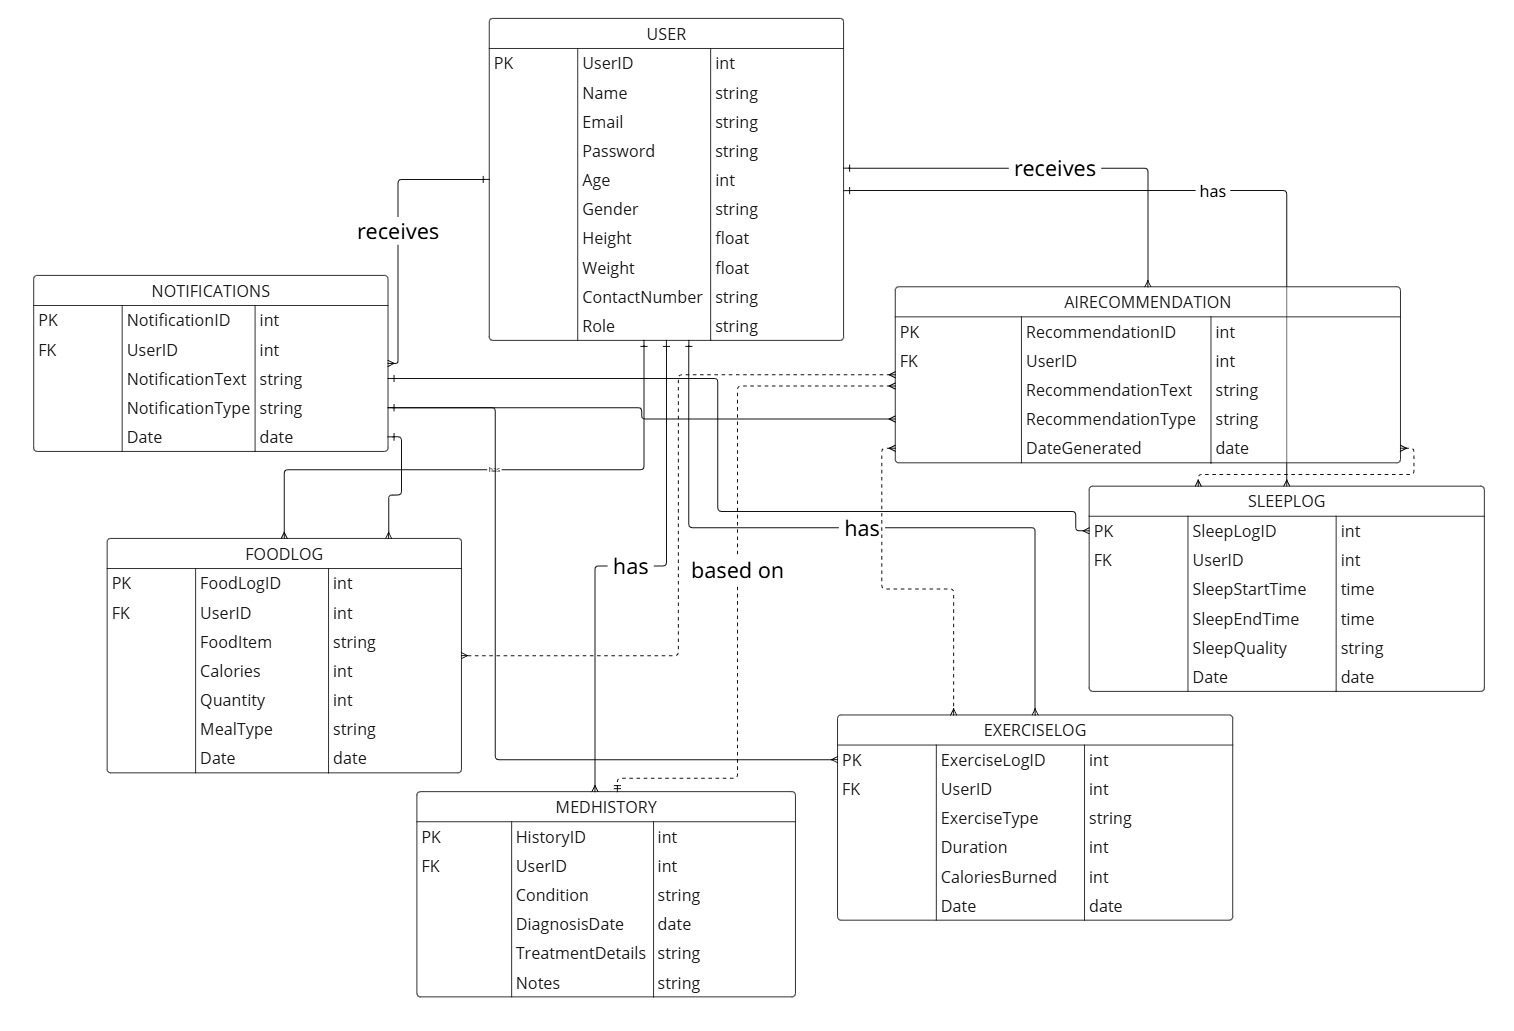 USER
PK UserID int
Name string
Email string
Password string
Age int
Gender string
Height float
Weight float
ContactNumber string
Role string
receives
receives
has
NOTIFICATIONS
PK NotificationID int
FK UserID int
NotificationText string
NotificationType string
Date date
AIRECOMMENDATION
PK RecommendationID int
FK UserID int
RecommendationText string
RecommendationType string
DateGenerated date
has
has
has
based on
SLEEPLOG
PK SleepLogID int
FK UserID int
SleepStartTime time
SleepEndTime time
SleepQuality string
Date date
FOODLOG
PK FoodLogID int
FK UserID int
FoodItem string
Calories int
Quantity int
MealType string
Date date
EXERCISELOG
PK ExerciseLogID int
FK UserID int
ExerciseType string
Duration int
CaloriesBurned int
Date date
MEDHISTORY
PK HistoryID int
FK UserID int
Condition string
DiagnosisDate date
TreatmentDetails string
Notes string